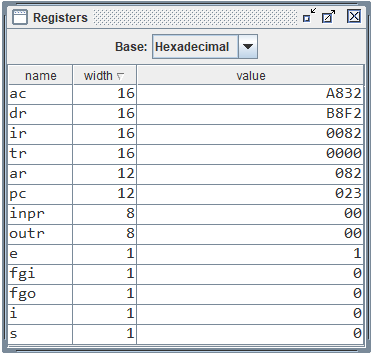 Registers
Base: Hexadecimal
name width value
ac 16 A832
dr 16 B8F2
ir 16 0082
tr 16 0000
ar 12 082
pc 12 023
inpr 8 00
outr 8 00
e 1 1
fgi 1 0
fgo 1 0
i 1 0
s 1 0